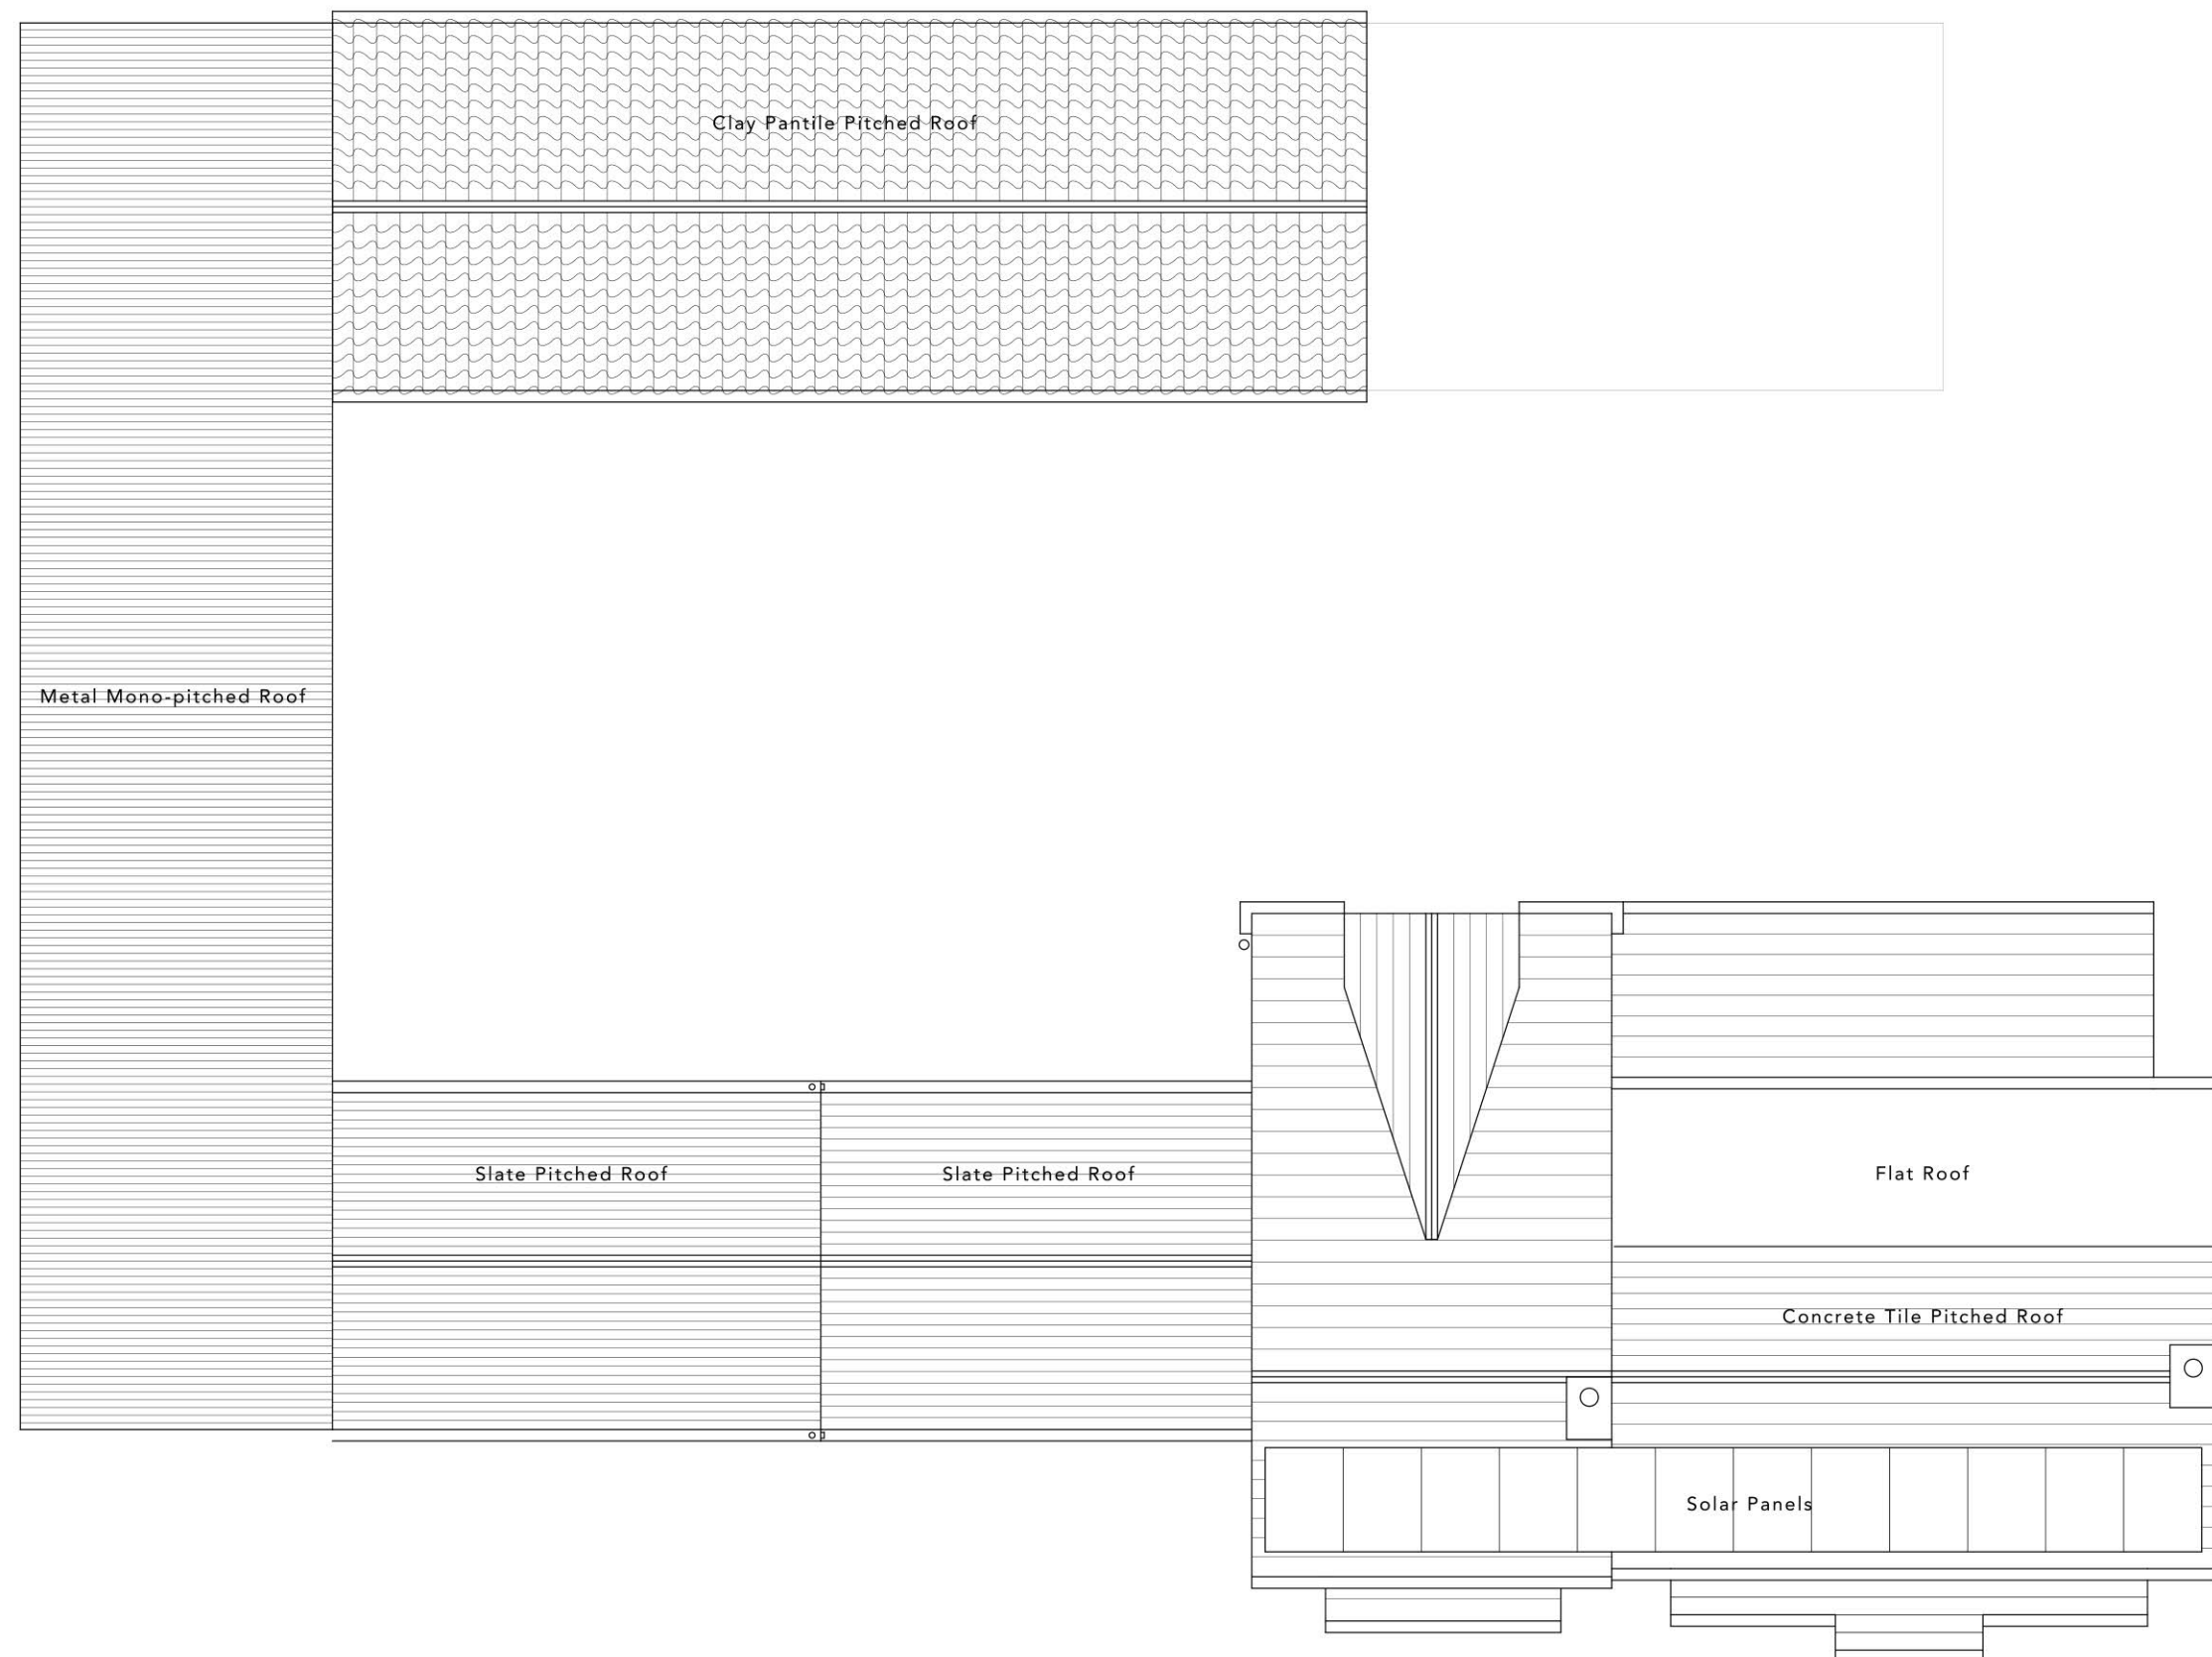 Clay Pantile Pitched Roof
Metal Mono-pitched Roof
Slate Pitched Roof
Slate Pitched Roof
Flat Roof
Concrete Tile Pitched Roof
Solar Panels